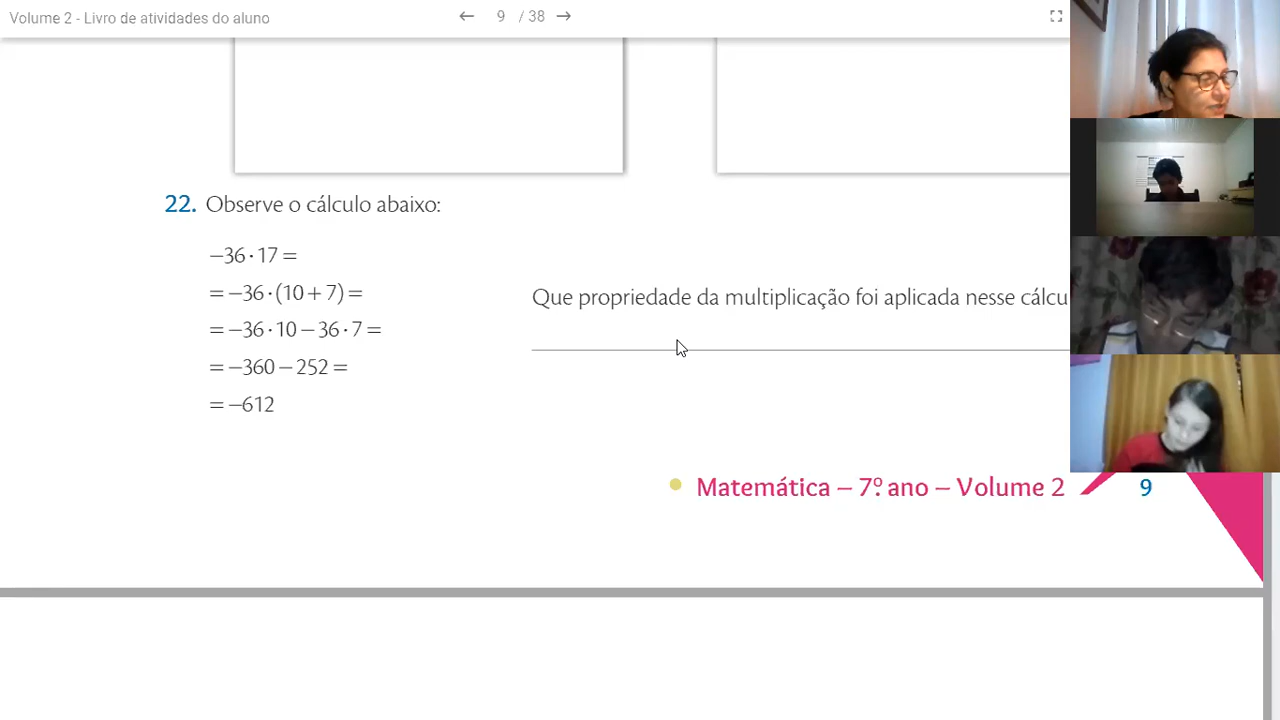 Volume 2 - Livro de atividades do aluno
9 / 38
22. Observe o cálculo abaixo:
−36 · 17 =
= −36 · (10 + 7) =
= −36 · 10 − 36 · 7 =
= −360 − 252 =
= −612
Que propriedade da multiplicação foi aplicada nesse cálcu
Matemática – 7º. ano – Volume 2
9